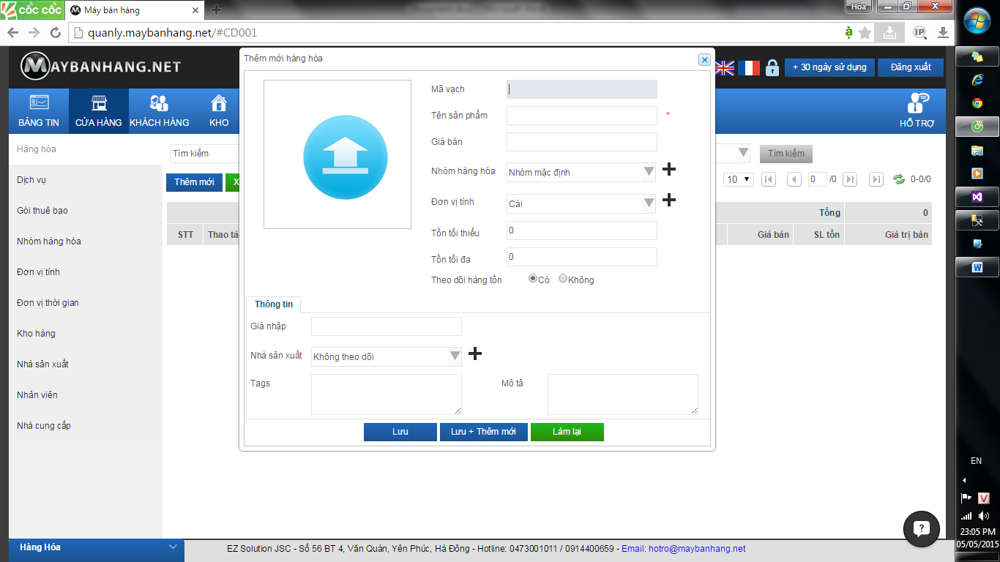 CỐC CỐC
Máy bán hàng
Hòa
quanly.maybanhang.net/#CD001
IP
MAYBANHANG.NET
+ 30 ngày sử dụng
Đăng xuất
BẢNG TIN
CỬA HÀNG
KHÁCH HÀNG
KHO
HỖ TRỢ
Hàng hóa
Dịch vụ
Gói thuê bao
Nhóm hàng hóa
Đơn vị tính
Đơn vị thời gian
Kho hàng
Nhà sản xuất
Nhân viên
Nhà cung cấp
Tìm kiếm
Tìm kiếm
Thêm mới
X
10
0
/0
0-0/0
Tổng
0
STT
Thao tá
Giá bán
SL tồn
Giá trị bán
Thêm mới hàng hóa
Mã vạch
Tên sản phẩm
*
Giá bán
Nhóm hàng hóa
Nhóm mặc định
Đơn vị tính
Cái
Tồn tối thiểu
0
Tồn tối đa
0
Theo dõi hàng tồn
Có
Không
Thông tin
Giá nhập
Nhà sản xuất
Không theo dõi
Tags
Mô tả
Lưu
Lưu + Thêm mới
Làm lại
Hàng Hóa
EZ Solution JSC - Số 56 BT 4, Văn Quán, Yên Phúc, Hà Đông - Hotline: 0473001011 / 0914400659 - Email: hotro@maybanhang.net
EN
23:05 PM
05/05/2015